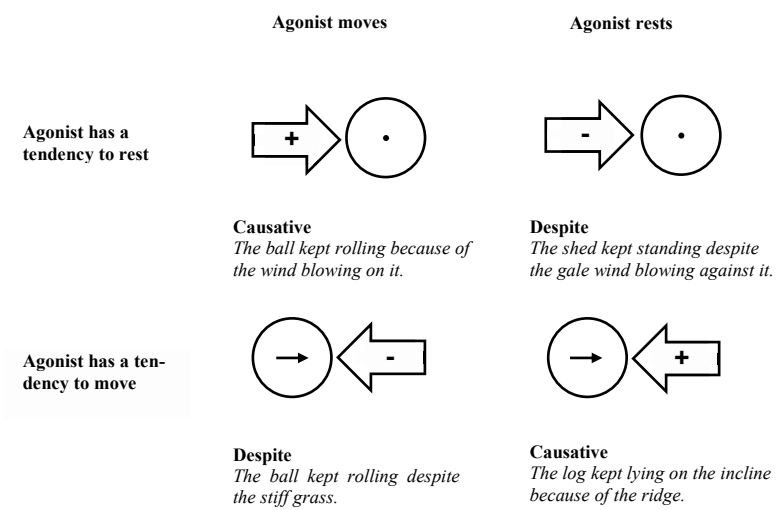 Agonist moves
Agonist rests
Agonist has a
tendency to rest
+
-
Causative
The ball kept rolling because of
the wind blowing on it.
Despite
The shed kept standing despite
the gale wind blowing against it.
Agonist has a ten-
dency to move
-
+
Despite
The ball kept rolling despite
the stiff grass.
Causative
The log kept lying on the incline
because of the ridge.